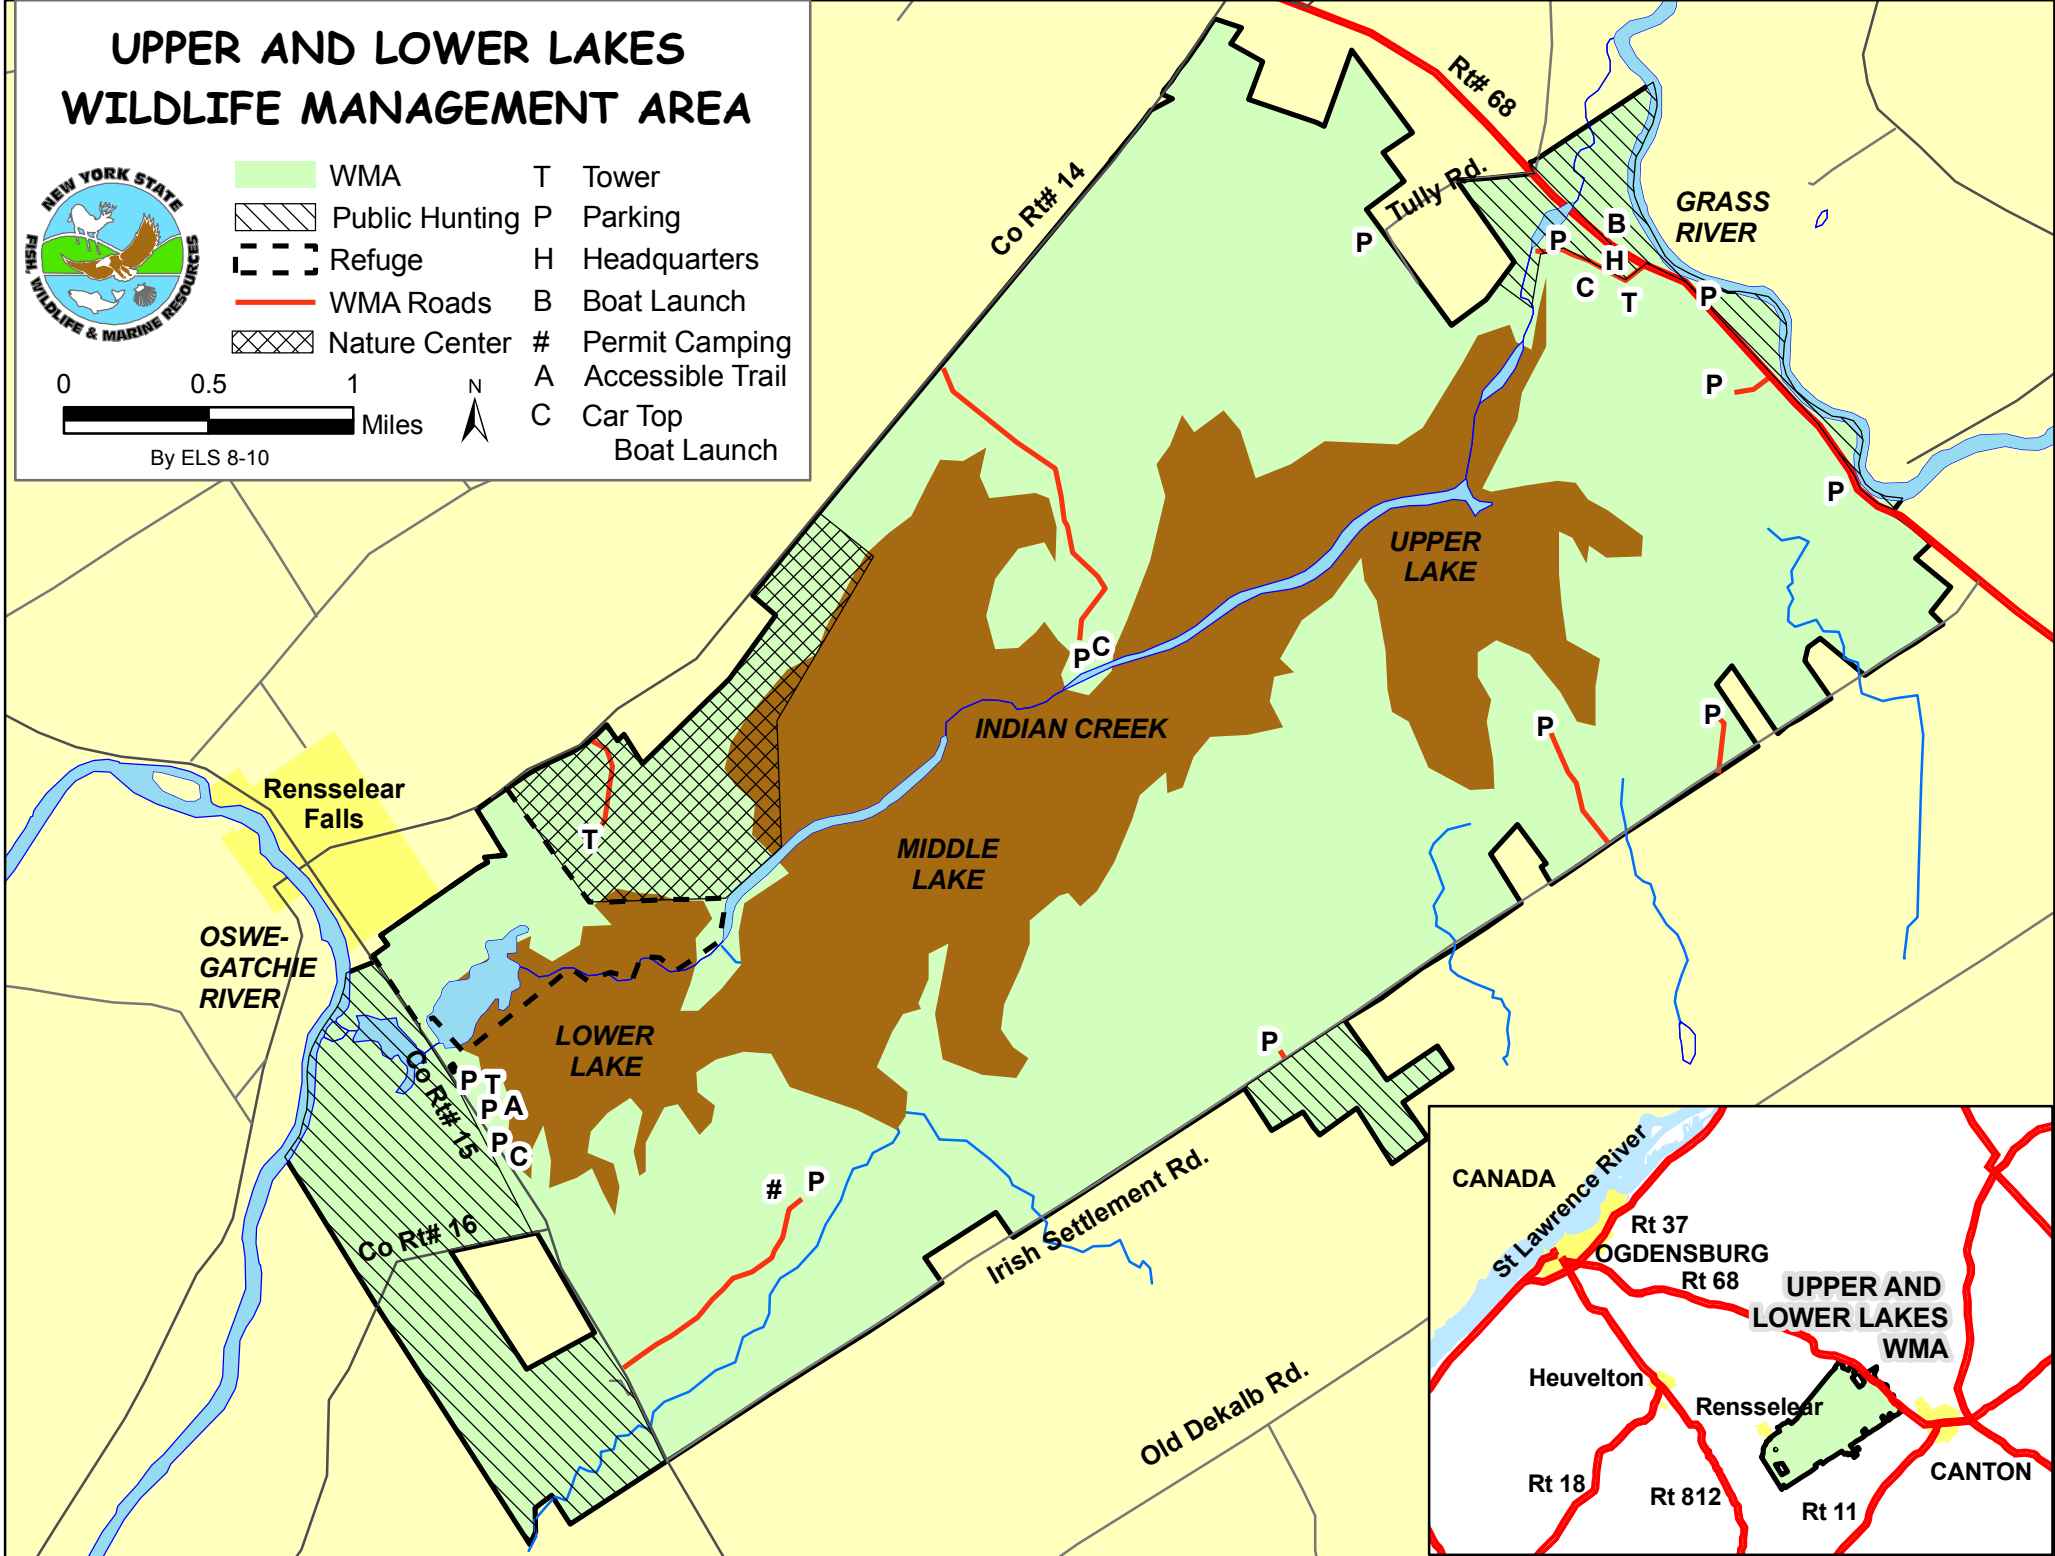 UPPER AND LOWER LAKES
WILDLIFE MANAGEMENT AREA
NEW YORK STATE
FISH, WILDLIFE & MARINE RESOURCES
WMA
Public Hunting
Refuge
WMA Roads
Nature Center
T Tower
P Parking
H Headquarters
B Boat Launch
# Permit Camping
A Accessible Trail
C Car Top
Boat Launch
0 0.5 1
Miles
N
By ELS 8-10
Rt# 68
Co Rt# 14
Tully Rd.
GRASS
RIVER
P
P
B
H
C
T
P
P
P
UPPER
LAKE
P
C
INDIAN CREEK
P
P
Rensselear
Falls
T
MIDDLE
LAKE
OSWE-
GATCHIE
RIVER
LOWER
LAKE
P
Co Rt# 15
P
T
P
A
P
C
# P
Co Rt# 16
Irish Settlement Rd.
Old Dekalb Rd.
CANADA
St Lawrence River
Rt 37
OGDENSBURG
Rt 68
UPPER AND
LOWER LAKES
WMA
Heuvelton
Rensselear
Rt 18
Rt 812
Rt 11
CANTON